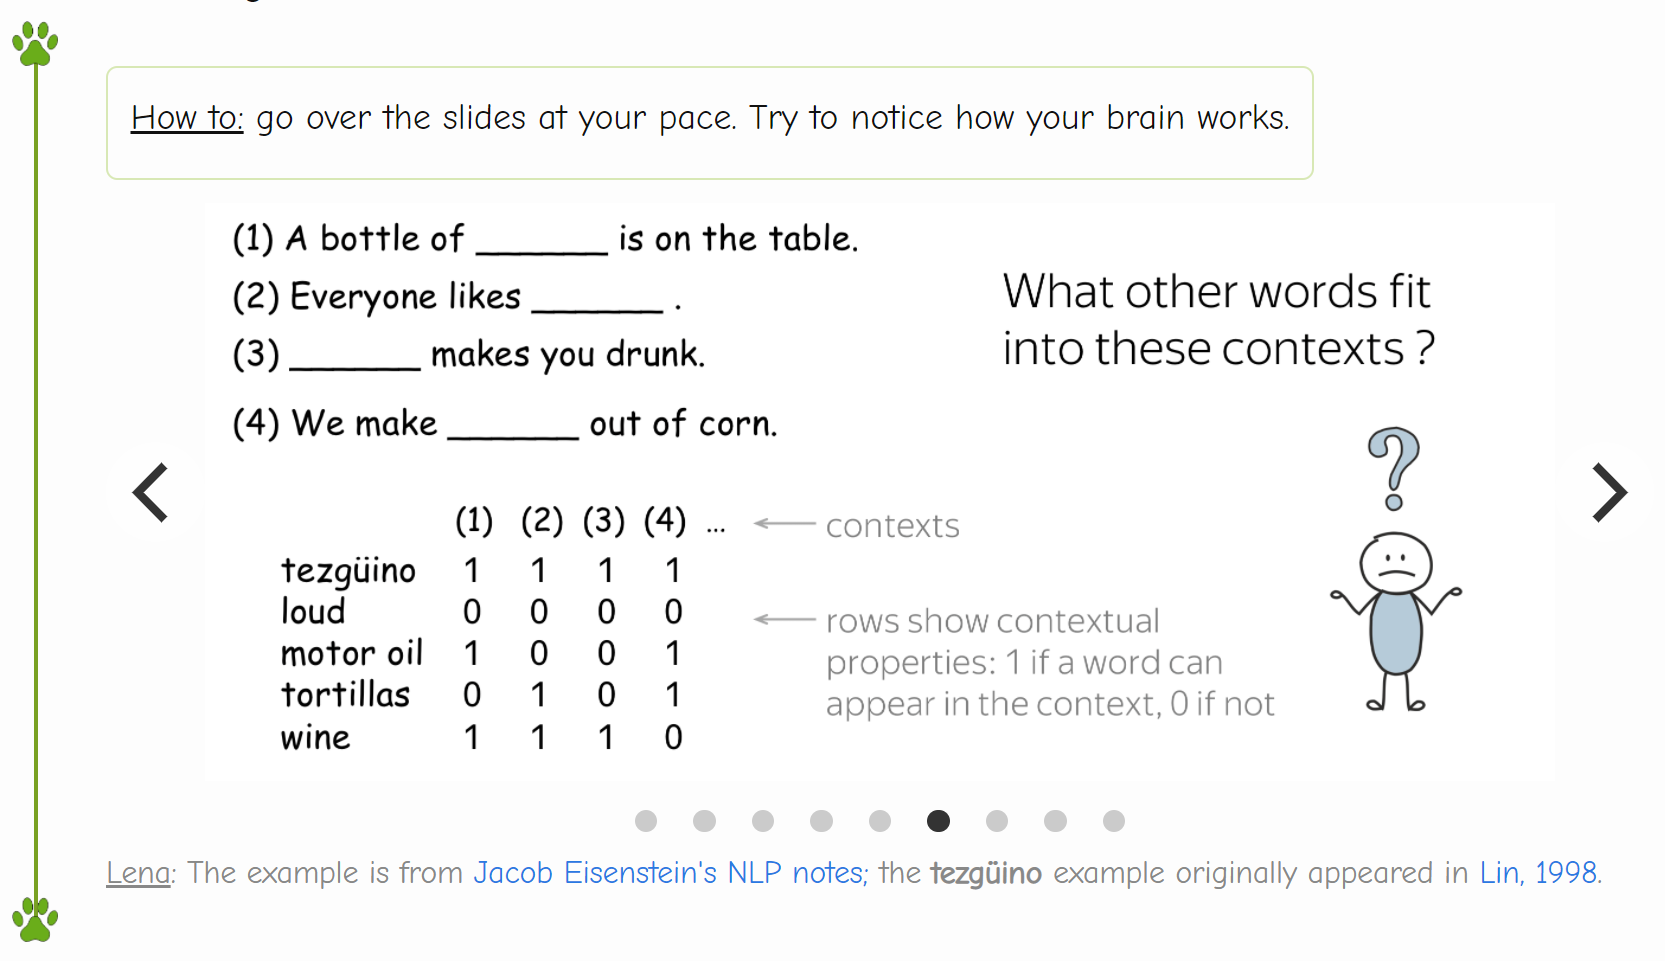 How to: go over the slides at your pace. Try to notice how your brain works.
(1) A bottle of _______ is on the table.
(2) Everyone likes _______ .
(3) _______ makes you drunk.
(4) We make _______ out of corn.
What other words fit
into these contexts ?
?
(1) (2) (3) (4) ... contexts
tezgüino 1 1 1 1
loud 0 0 0 0
motor oil 1 0 0 1
tortillas 0 1 0 1
wine 1 1 1 0
rows show contextual
properties: 1 if a word can
appear in the context, 0 if not
Lena: The example is from Jacob Eisenstein's NLP notes; the tezgüino example originally appeared in Lin, 1998.